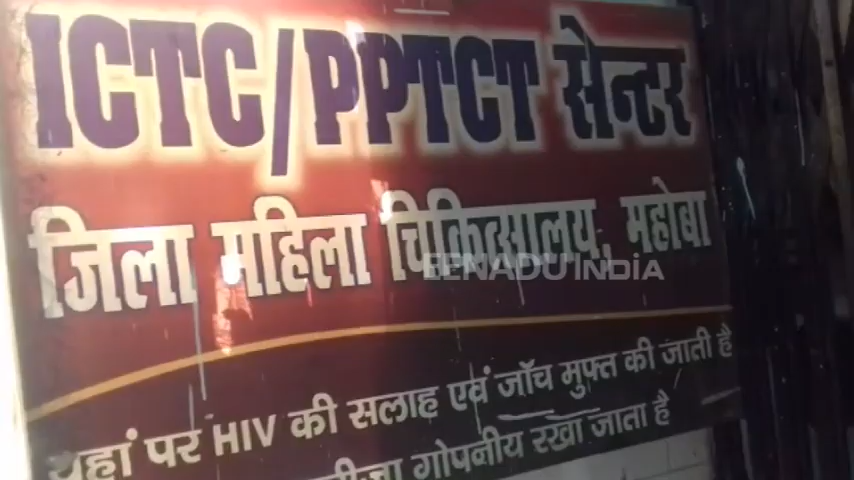 ICTC/PPTCT सेन्टर
जिला महिला चिकित्सालय, महोबा
EENADU INDIA
यहां पर HIV की सलाह एवं जॉच मुफ्त की जाती है
गोपनीय रखा जाता है